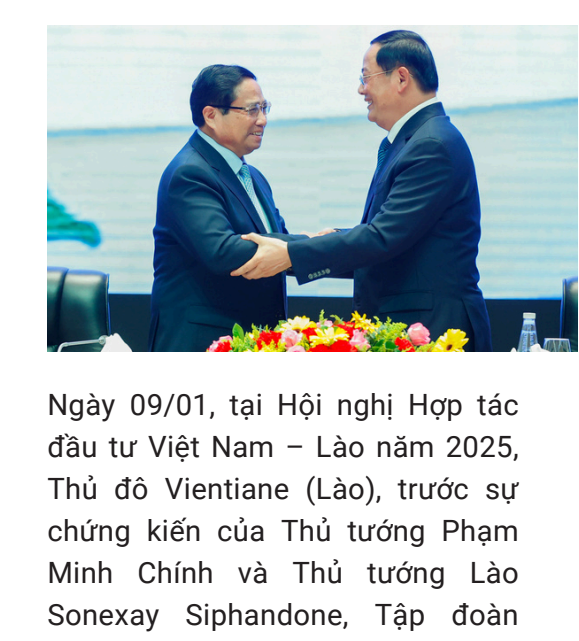 Ngày 09/01, tại Hội nghị Hợp tác
đầu tư Việt Nam – Lào năm 2025,
Thủ đô Vientiane (Lào), trước sự
chứng kiến của Thủ tướng Phạm
Minh Chính và Thủ tướng Lào
Sonexay Siphandone, Tập đoàn